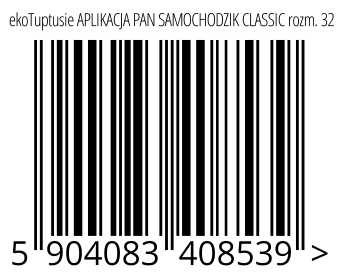 ekoTuptusie APLIKACJA PAN SAMOCHODZIK CLASSIC rozm. 32
5 904083 408539 >